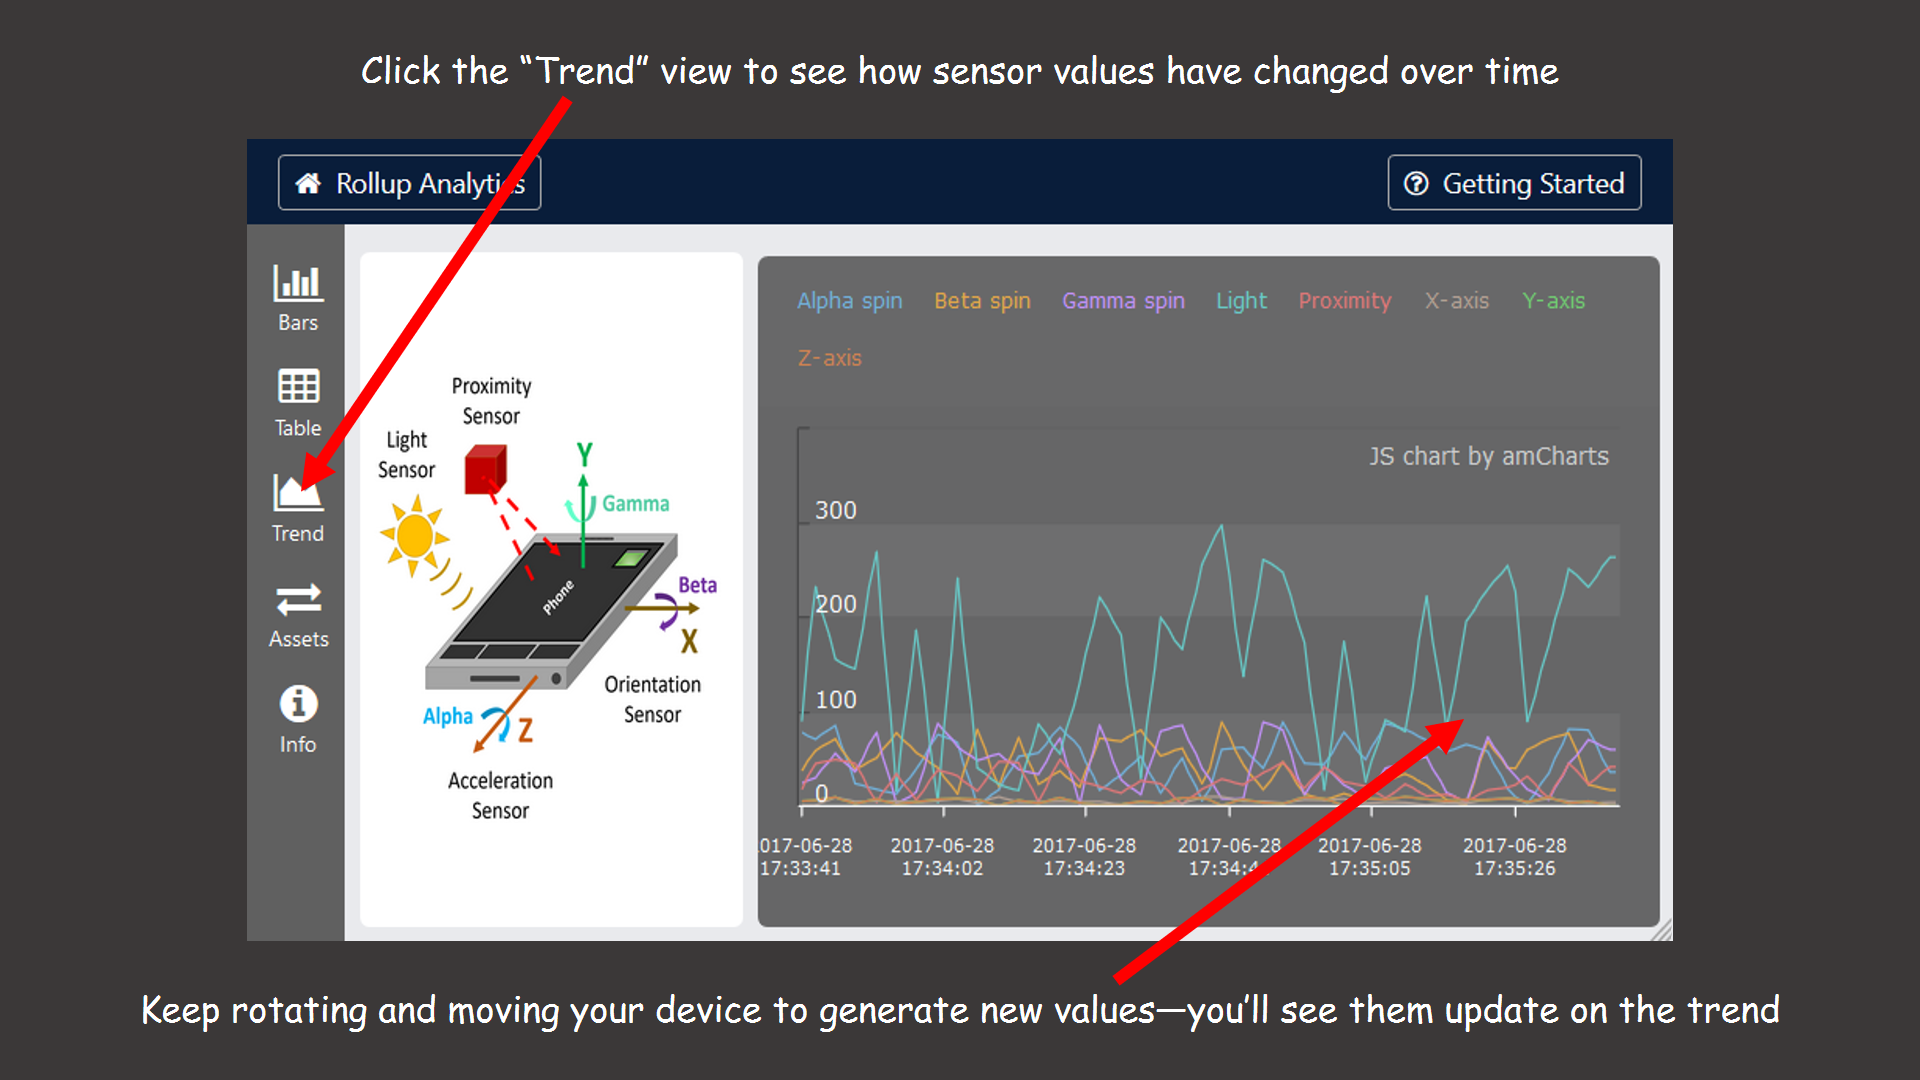 Click the “Trend” view to see how sensor values have changed over time
Rollup Analytics
Getting Started
Bars
Table
Trend
Assets
Info
Proximity
Sensor
Light
Sensor
Y
Gamma
Phone
Beta
X
Orientation
Sensor
Alpha
Z
Acceleration
Sensor
Alpha spin Beta spin Gamma spin Light Proximity X-axis Y-axis
Z-axis
JS chart by amCharts
300
200
100
0
017-06-28 2017-06-28 2017-06-28 2017-06-28 2017-06-28 2017-06-28
17:33:41 17:34:02 17:34:23 17:35:05 17:35:26
Keep rotating and moving your device to generate new values—you’ll see them update on the trend